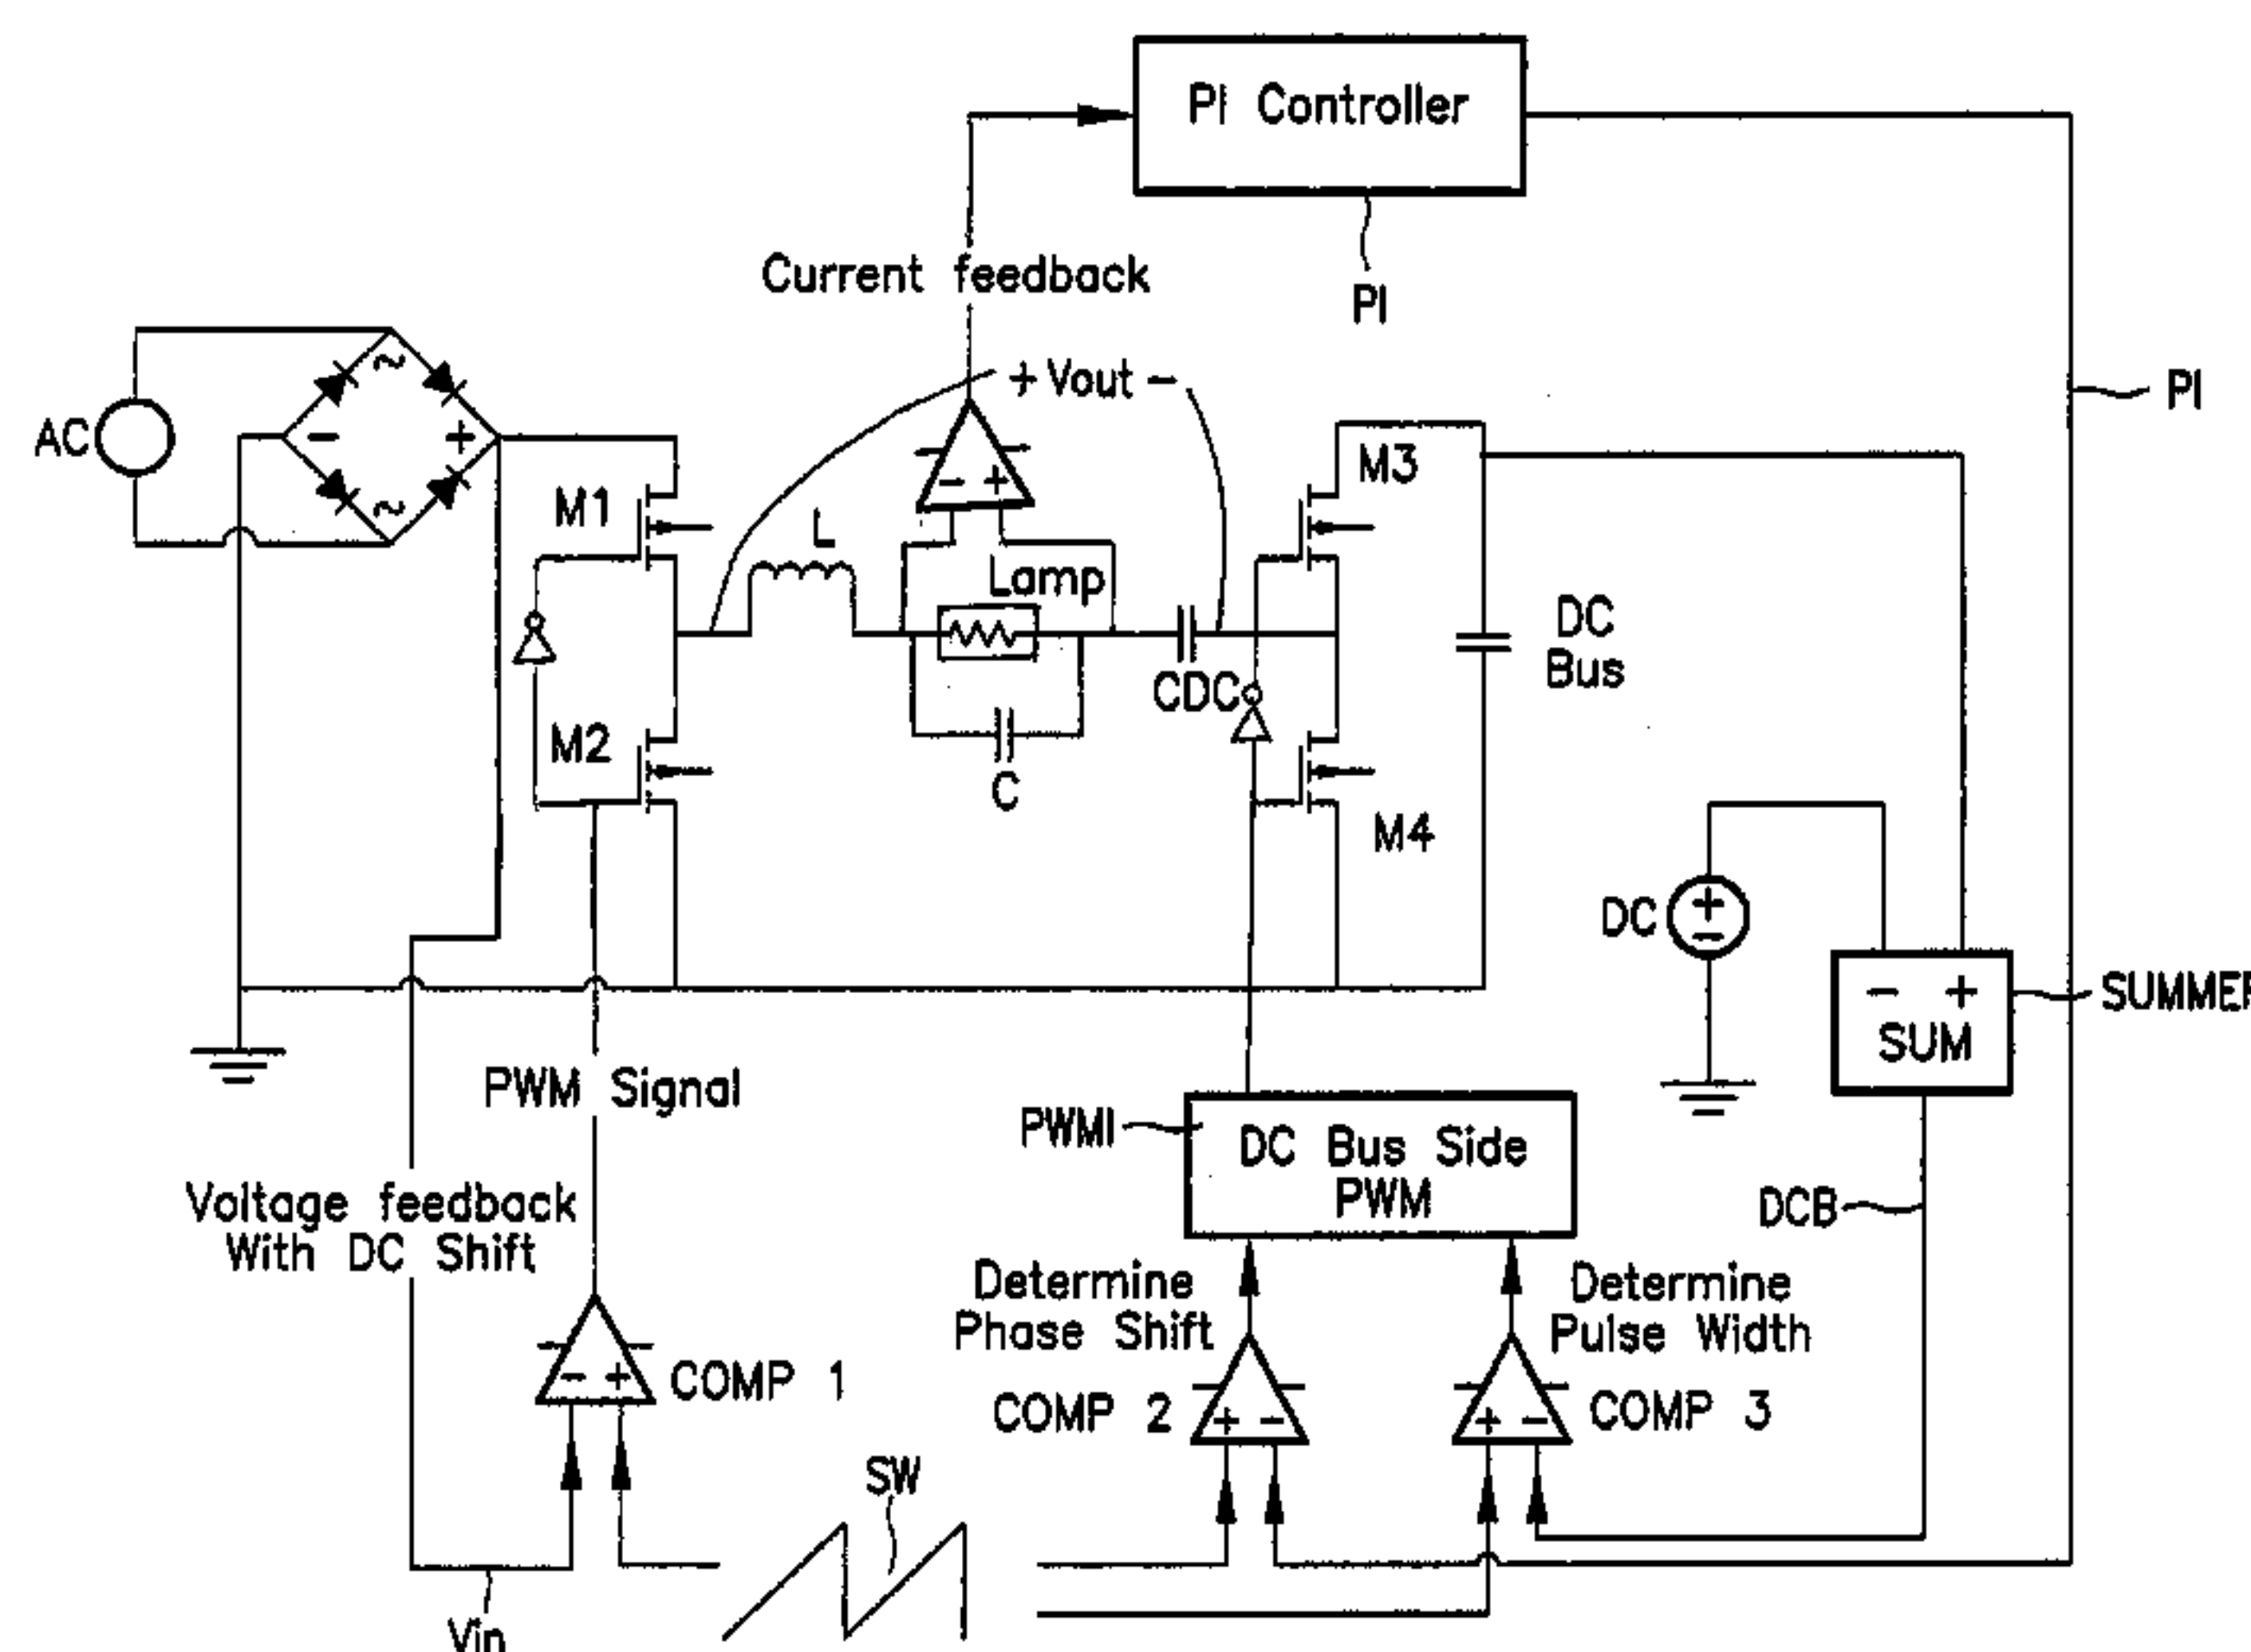 PI Controller
Current feedback
PI
+ Vout -
PI
AC
~
- +
~
M1
L
- +
Lamp
M3
DC
Bus
CDC
M2
C
M4
DC
+
-
- +
SUM
SUMMER
PWM Signal
PWMI
DC Bus Side
PWM
DCB
Voltage feedback
With DC Shift
Determine
Phase Shift
Determine
Pulse Width
- +
COMP 1
COMP 2
+ -
+ -
COMP 3
SW
Vin